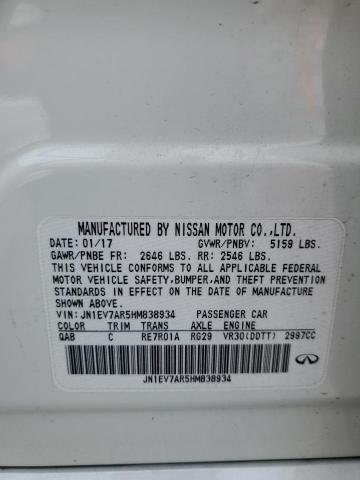 MANUFACTURED BY NISSAN MOTOR CO.,LTD.
DATE: 01/17 GVWR/PNBV: 5159 LBS.
GAWR/PNBE FR: 2646 LBS. RR: 2546 LBS.
THIS VEHICLE CONFORMS TO ALL APPLICABLE FEDERAL
MOTOR VEHICLE SAFETY,BUMPER,AND THEFT PREVENTION
STANDARDS IN EFFECT ON THE DATE OF MANUFACTURE
SHOWN ABOVE.
VIN: JN1EV7AR5HM838934 PASSENGER CAR
COLOR TRIM TRANS AXLE ENGINE
QAB C RE7R01A RG29 VR30(DDTT) 2997CC
JN1EV7AR5HM838934